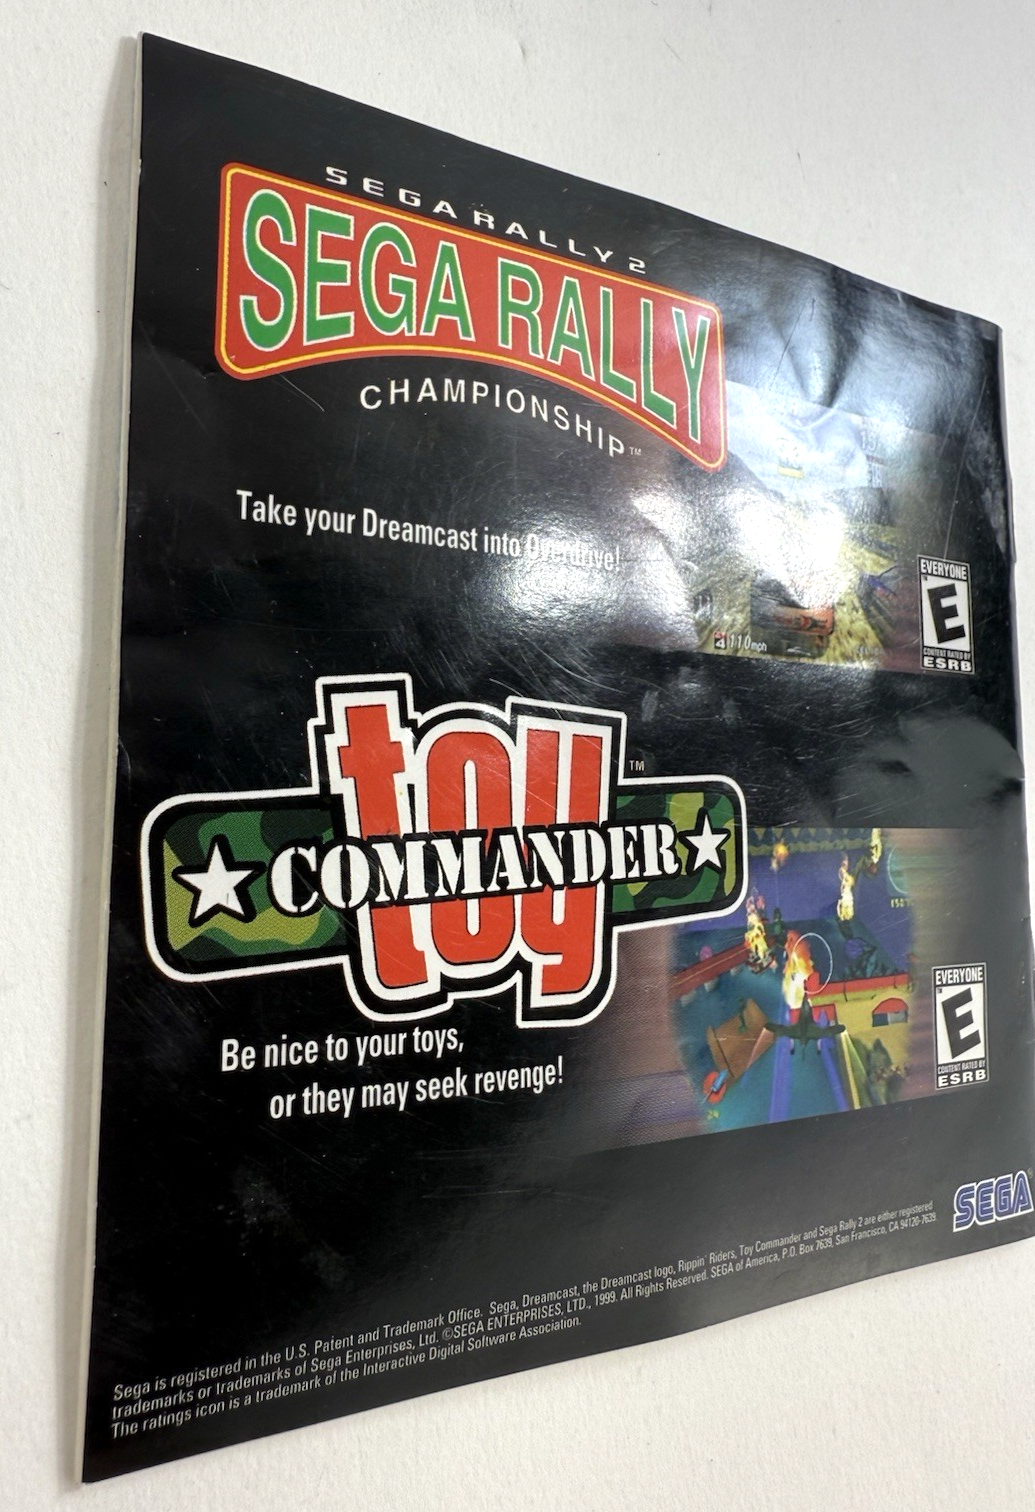 SEGA RALLY 2
SEGA RALLY
CHAMPIONSHIP™
Take your Dreamcast into Overdrive!
4 110mph
EVERYONE
E
CONTENT RATED BY
ESRB
toy™
★COMMANDER★
Be nice to your toys,
or they may seek revenge!
24
EVERYONE
E
CONTENT RATED BY
ESRB
SEGA
Sega is registered in the U.S. Patent and Trademark Office. Sega, Dreamcast, the Dreamcast logo, Rippin' Riders, Toy Commander and Sega Rally 2 are either registered
trademarks or trademarks of Sega Enterprises, Ltd. ©SEGA ENTERPRISES, LTD., 1999. All Rights Reserved. SEGA of America, P.O. Box 7639, San Francisco, CA 94120-7639.
The ratings icon is a trademark of the Interactive Digital Software Association.